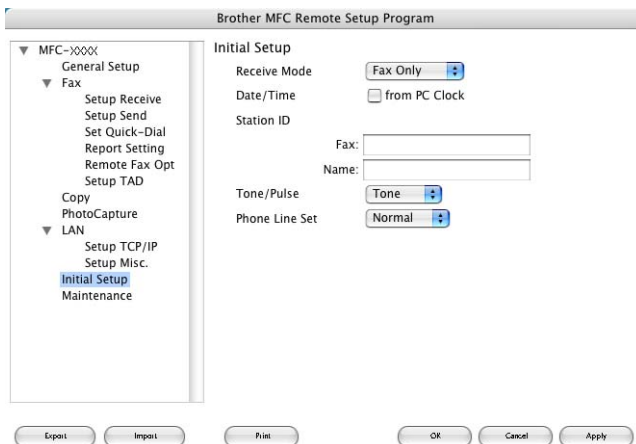 Brother MFC Remote Setup Program
MFC-XXXX
General Setup
Fax
Setup Receive
Setup Send
Set Quick-Dial
Report Setting
Remote Fax Opt
Setup TAD
Copy
PhotoCapture
LAN
Setup TCP/IP
Setup Misc.
Initial Setup
Maintenance
Initial Setup
Receive Mode Fax Only
Date/Time from PC Clock
Station ID
Fax:
Name:
Tone/Pulse Tone
Phone Line Set Normal
Export Import Print OK Cancel Apply